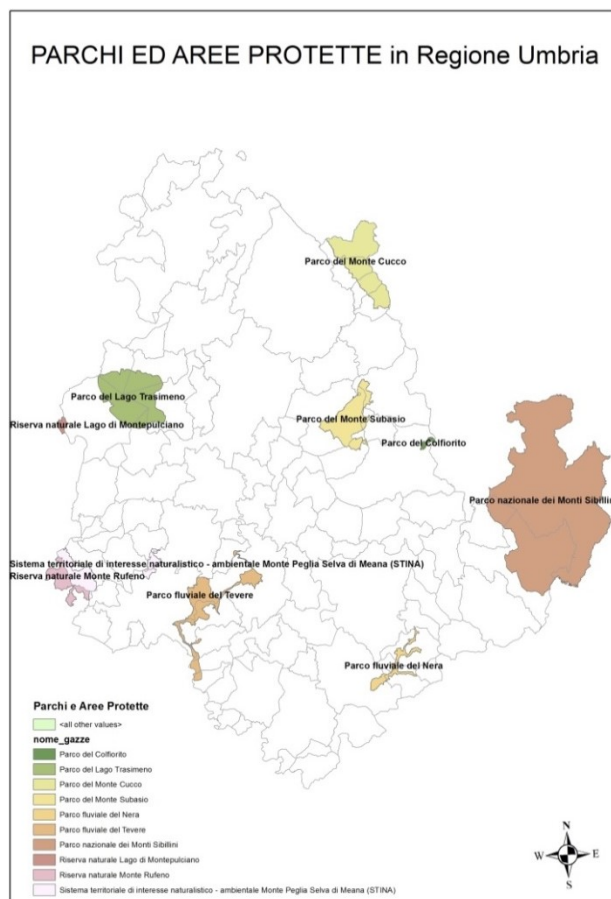 PARCHI ED AREE PROTETTE in Regione Umbria
Parco del Monte Cucco
Parco del Lago Trasimeno
Parco del Monte Subasio
Riserva naturale Lago di Montepulciano
Parco del Colfiorito
Parco nazionale dei Monti Sibillini
Sistema territoriale di interesse naturalistico - ambientale Monte Peglia Selva di Meana (STINA)
Riserva naturale Monte Rufeno
Parco fluviale del Tevere
Parco fluviale del Nera
Parchi e Aree Protette
<all other values>
nome_gazze
Parco del Colfiorito
Parco del Lago Trasimeno
Parco del Monte Cucco
Parco del Monte Subasio
Parco fluviale del Nera
Parco fluviale del Tevere
Parco nazionale dei Monti Sibillini
Riserva naturale Lago di Montepulciano
Riserva naturale Monte Rufeno
Sistema territoriale di interesse naturalistico - ambientale Monte Peglia Selva di Meana (STINA)
N
W E
S